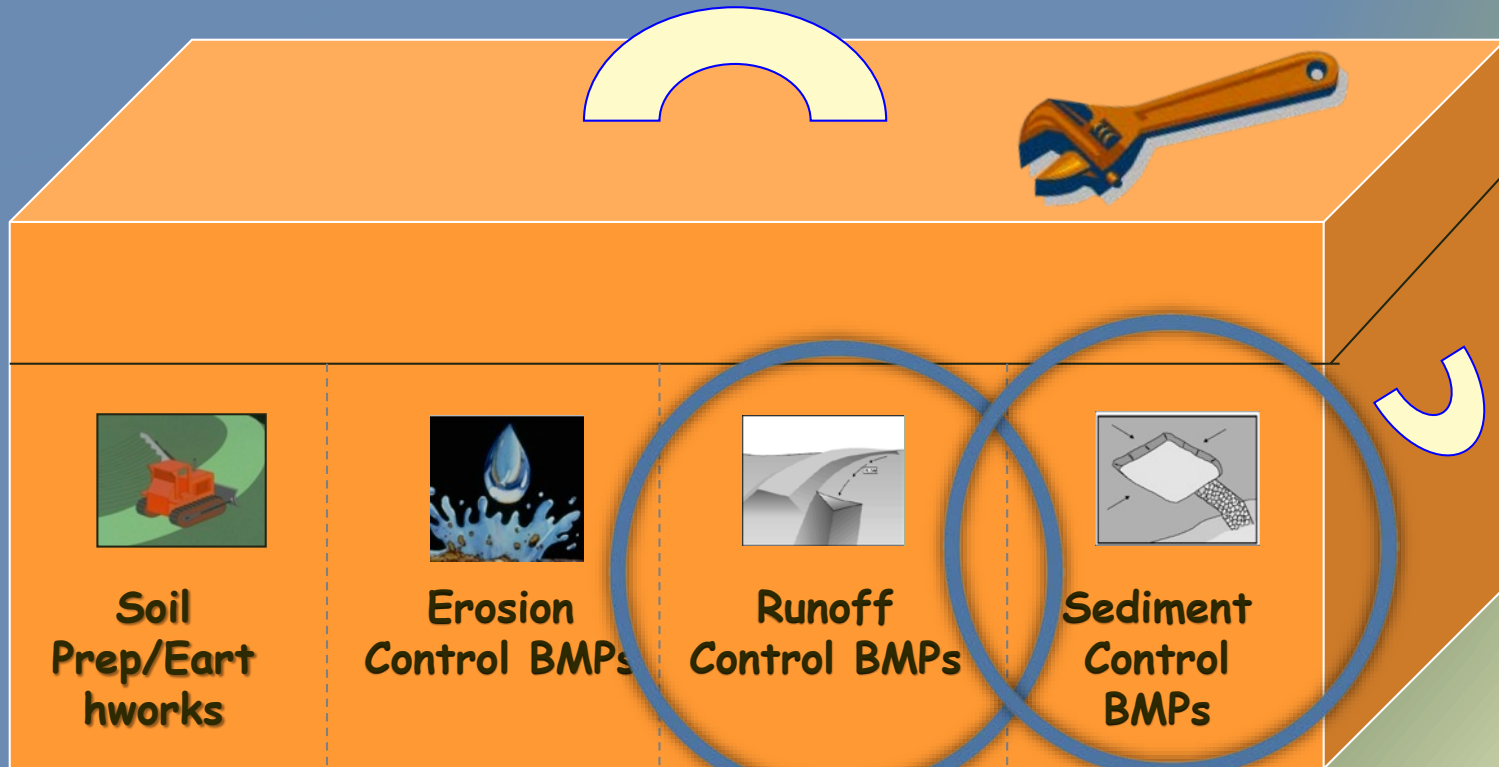 Soil
Prep/Eart
hworks
Erosion
Control BMPs
Runoff
Control BMPs
Sediment
Control
BMPs